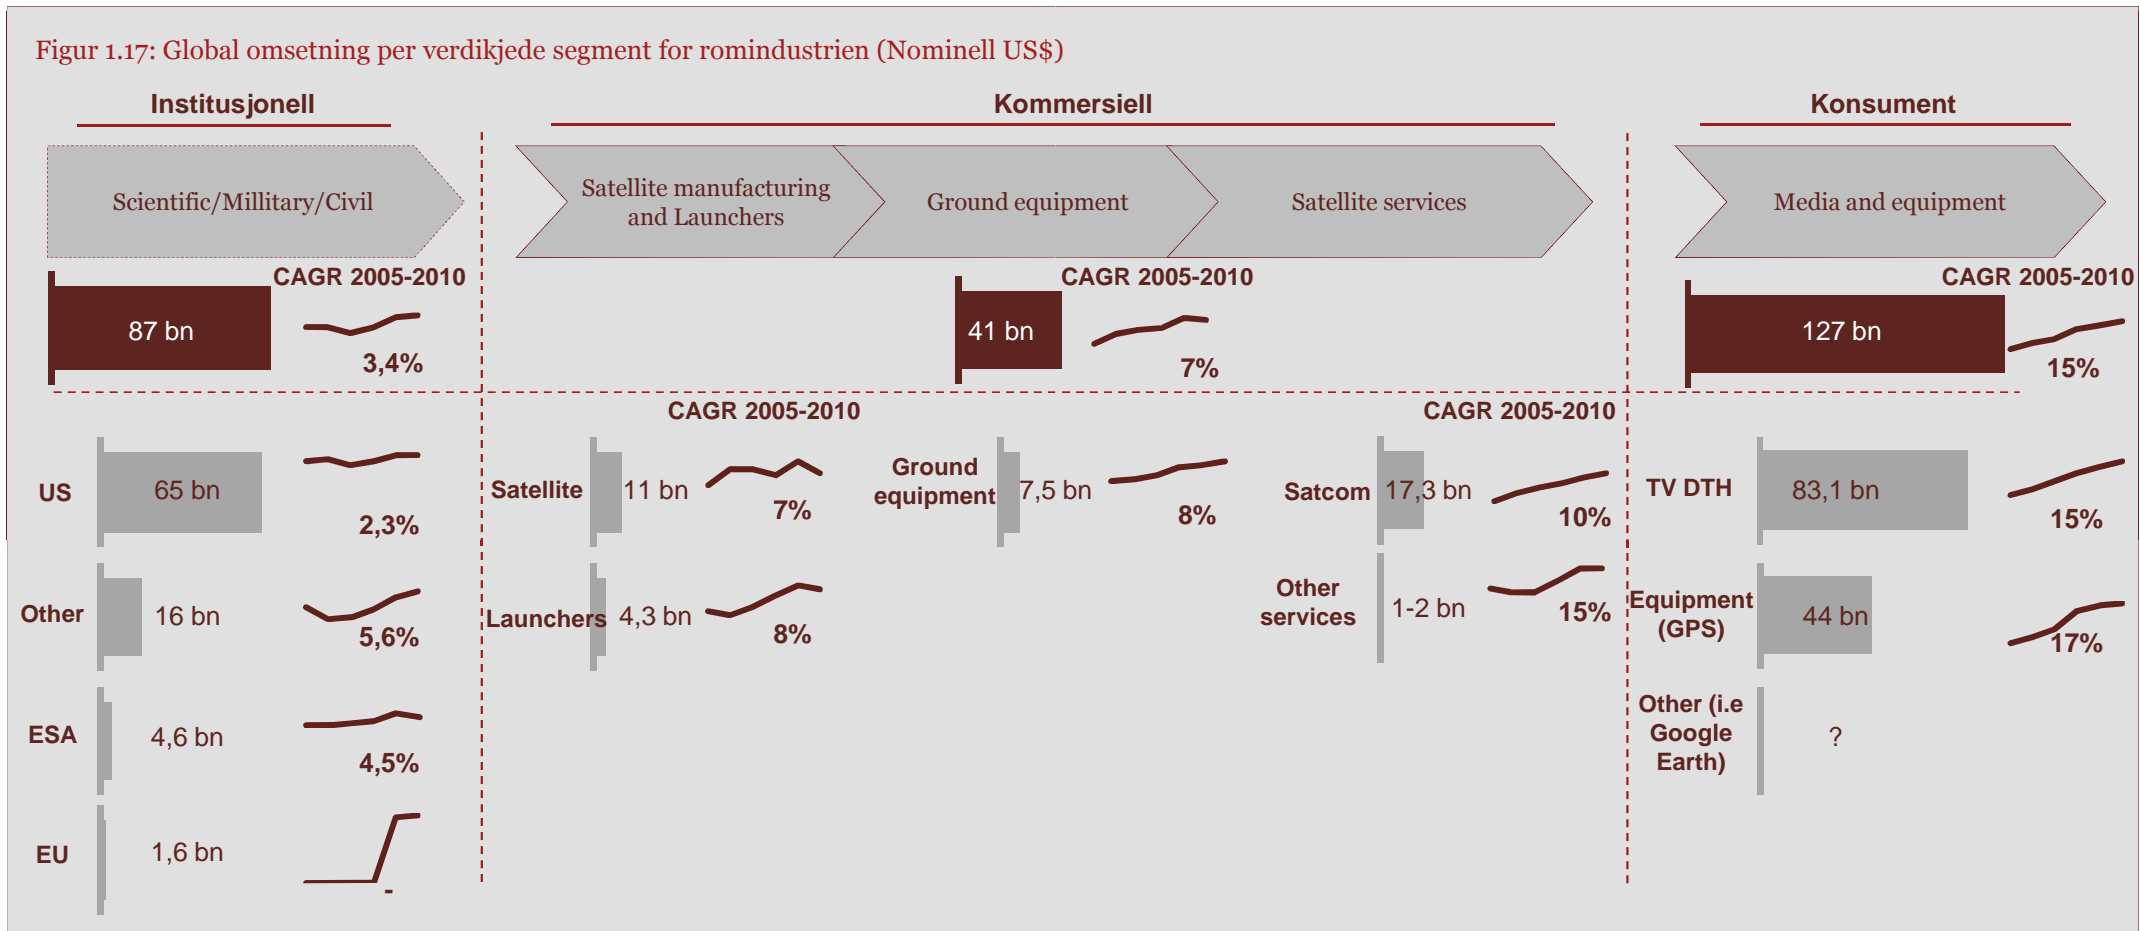 Figur 1.17: Global omsetning per verdikjede segment for romindustrien (Nominell US$)
Institusjonell
Kommersiell
Konsument
Scientific/Millitary/Civil
Satellite manufacturing
and Launchers
Ground equipment
Satellite services
Media and equipment
CAGR 2005-2010
87 bn
3,4%
CAGR 2005-2010
41 bn
7%
CAGR 2005-2010
127 bn
15%
US
65 bn
2,3%
Other
16 bn
5,6%
ESA
4,6 bn
4,5%
EU
1,6 bn
-
CAGR 2005-2010
Satellite
11 bn
7%
Launchers
4,3 bn
8%
Ground
equipment
7,5 bn
8%
CAGR 2005-2010
Satcom
17,3 bn
10%
Other
services
1-2 bn
15%
TV DTH
83,1 bn
15%
Equipment
(GPS)
44 bn
17%
Other (i.e
Google
Earth)
?